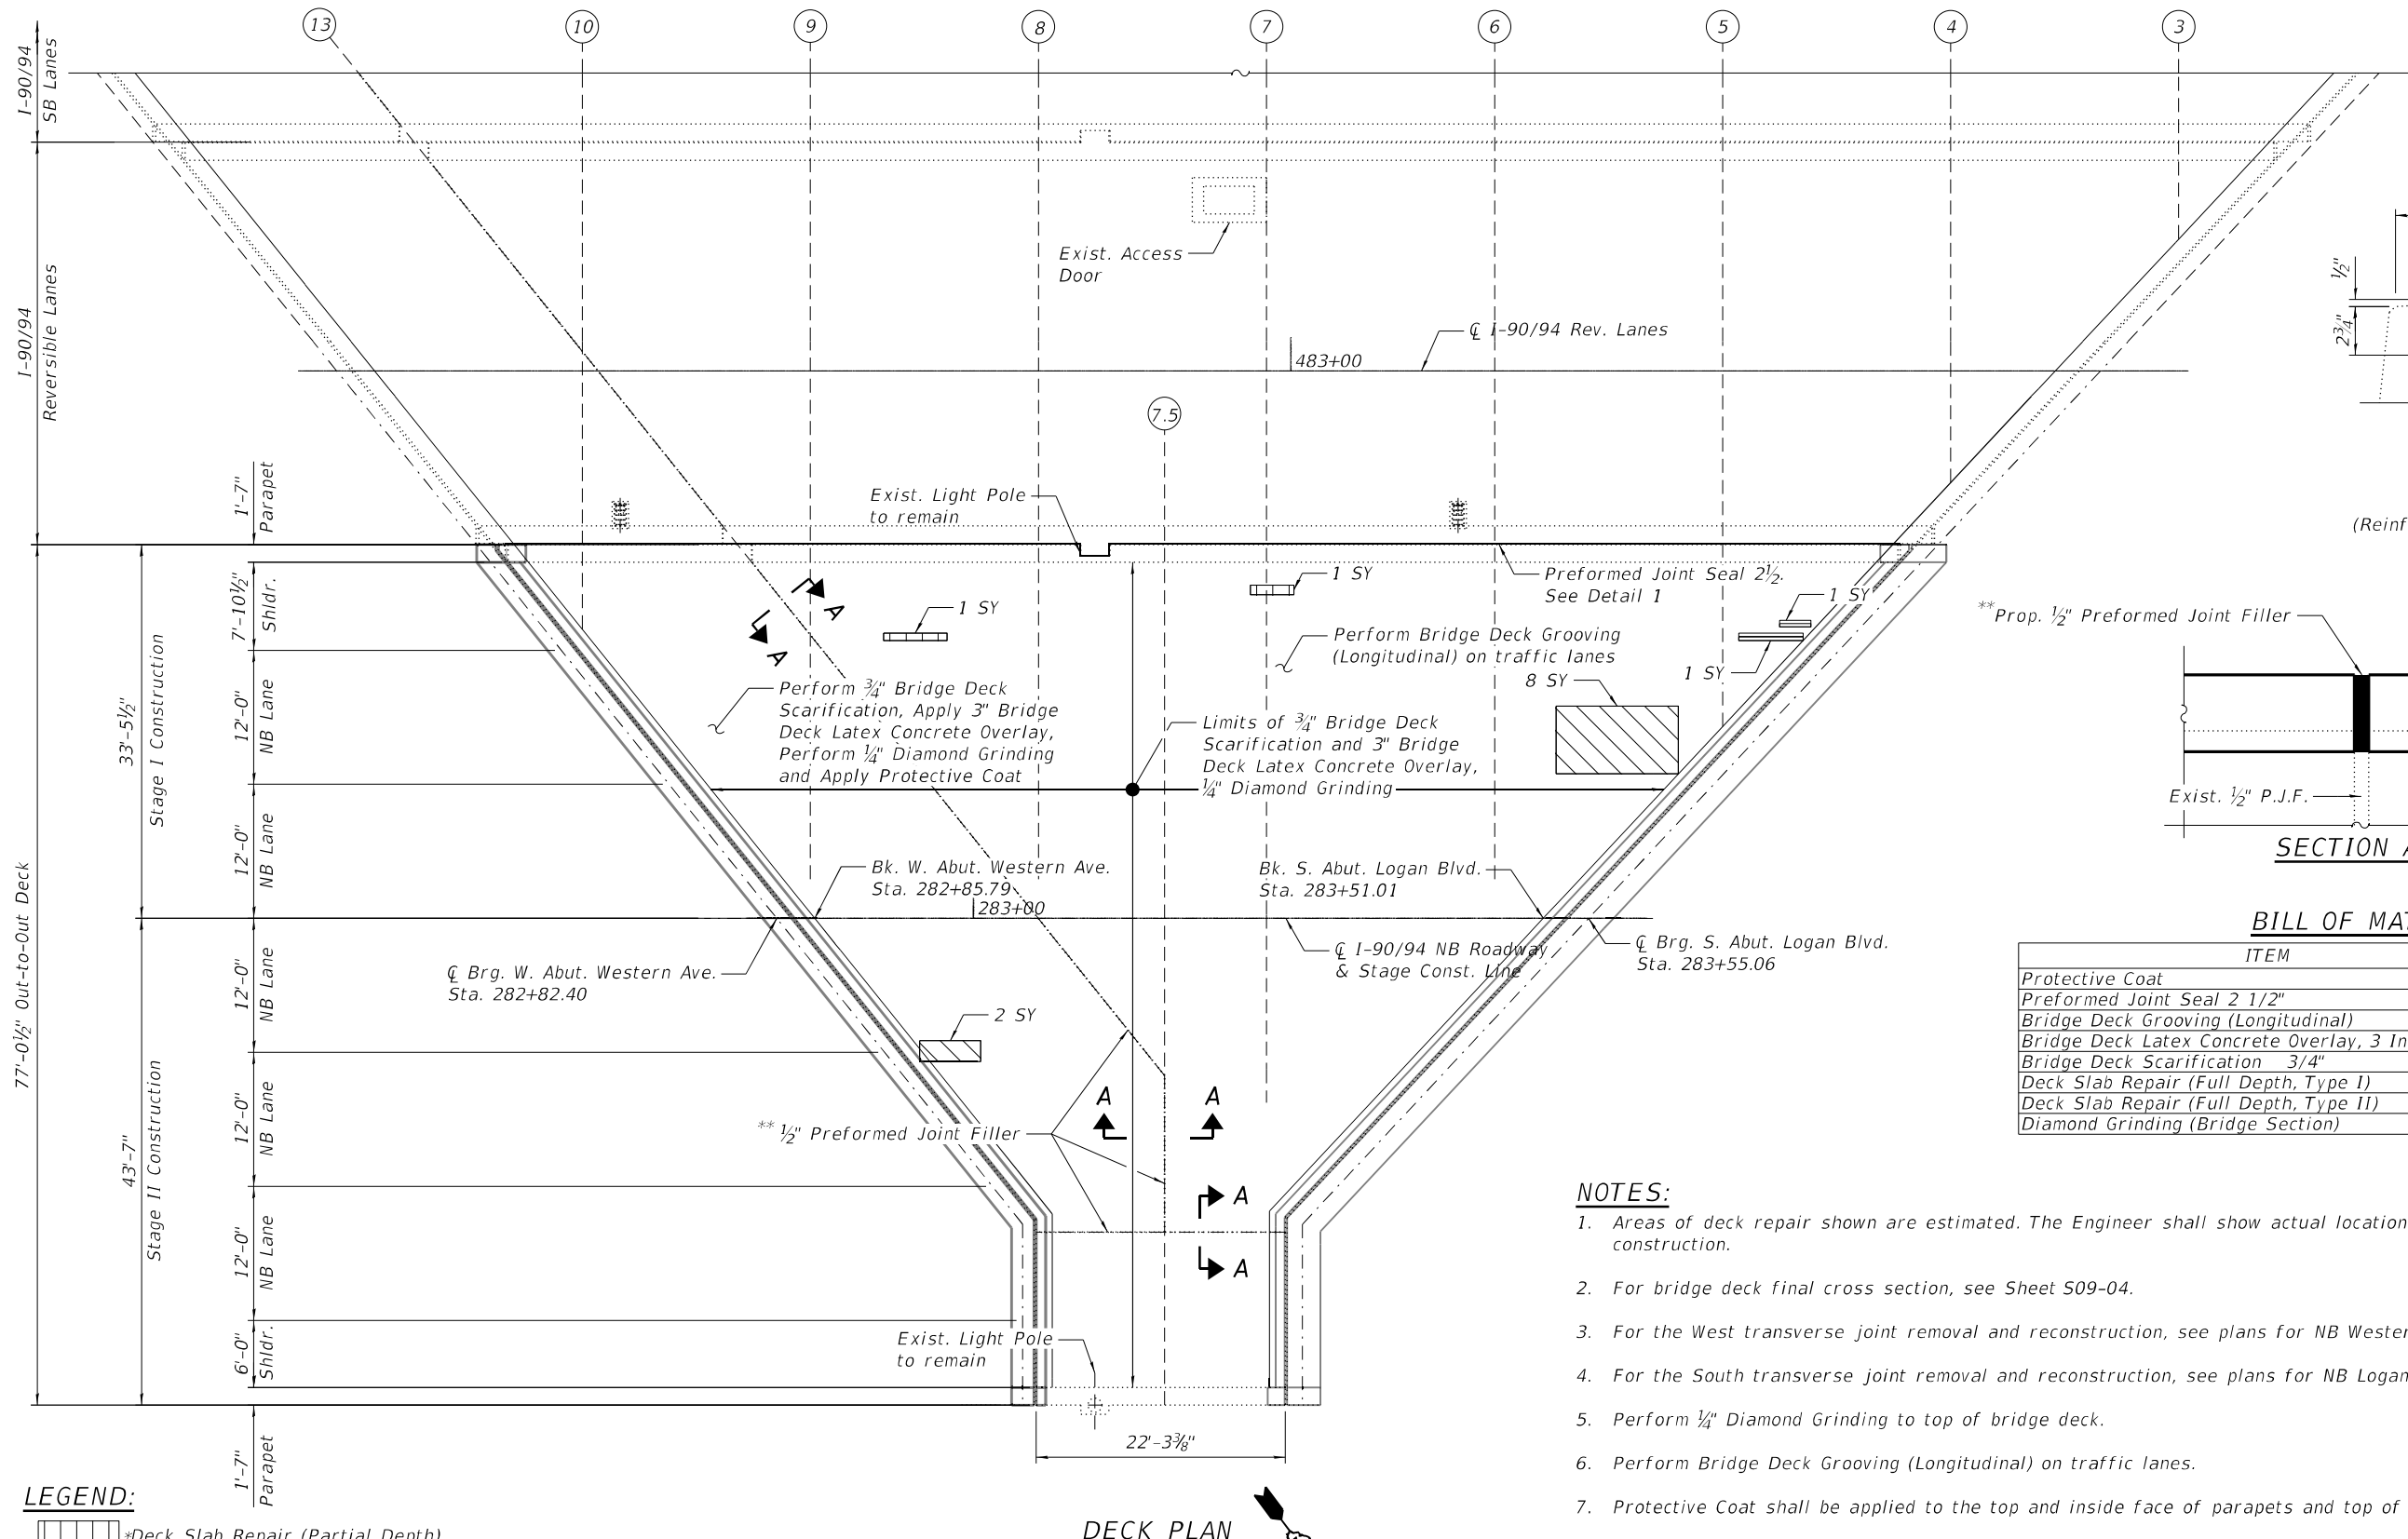 13
10
9
8
7
6
5
4
3
I-90/94
SB Lanes
I-90/94
Reversible Lanes
Exist. Access
Door
℄ I-90/94 Rev. Lanes
483+00
7.5
½"
2¾"
(Reinf
1'-7"
Parapet
Exist. Light Pole
to remain
Preformed Joint Seal 2½.
See Detail 1
1 SY
1 SY
1 SY
1 SY
8 SY
A
A
Perform Bridge Deck Grooving
(Longitudinal) on traffic lanes
Perform ¾" Bridge Deck
Scarification, Apply 3" Bridge
Deck Latex Concrete Overlay,
Perform ¼" Diamond Grinding
and Apply Protective Coat
Limits of ¾" Bridge Deck
Scarification and 3" Bridge
Deck Latex Concrete Overlay,
¼" Diamond Grinding
**Prop. ½" Preformed Joint Filler
Exist. ½" P.J.F.
SECTION A
7'-10½"
Shldr.
12'-0"
NB Lane
12'-0"
NB Lane
33'-5½"
Stage I Construction
77'-0½" Out-to-Out Deck
Bk. W. Abut. Western Ave.
Sta. 282+85.79
283+00
Bk. S. Abut. Logan Blvd.
Sta. 283+51.01
℄ Brg. W. Abut. Western Ave.
Sta. 282+82.40
℄ I-90/94 NB Roadway
& Stage Const. Line
℄ Brg. S. Abut. Logan Blvd.
Sta. 283+55.06
12'-0"
NB Lane
12'-0"
NB Lane
12'-0"
NB Lane
6'-0"
Shldr.
43'-7"
Stage II Construction
2 SY
** ½" Preformed Joint Filler
A
A
A
A
Exist. Light Pole
to remain
22'-3⅜"
1'-7"
Parapet
BILL OF MAT
ITEM
Protective Coat
Preformed Joint Seal 2 1/2"
Bridge Deck Grooving (Longitudinal)
Bridge Deck Latex Concrete Overlay, 3 In
Bridge Deck Scarification 3/4"
Deck Slab Repair (Full Depth, Type I)
Deck Slab Repair (Full Depth, Type II)
Diamond Grinding (Bridge Section)
NOTES:
1. Areas of deck repair shown are estimated. The Engineer shall show actual location
construction.
2. For bridge deck final cross section, see Sheet S09-04.
3. For the West transverse joint removal and reconstruction, see plans for NB Wester
4. For the South transverse joint removal and reconstruction, see plans for NB Logan
5. Perform ¼" Diamond Grinding to top of bridge deck.
6. Perform Bridge Deck Grooving (Longitudinal) on traffic lanes.
7. Protective Coat shall be applied to the top and inside face of parapets and top of
LEGEND:
*Deck Slab Repair (Partial Depth)
DECK PLAN